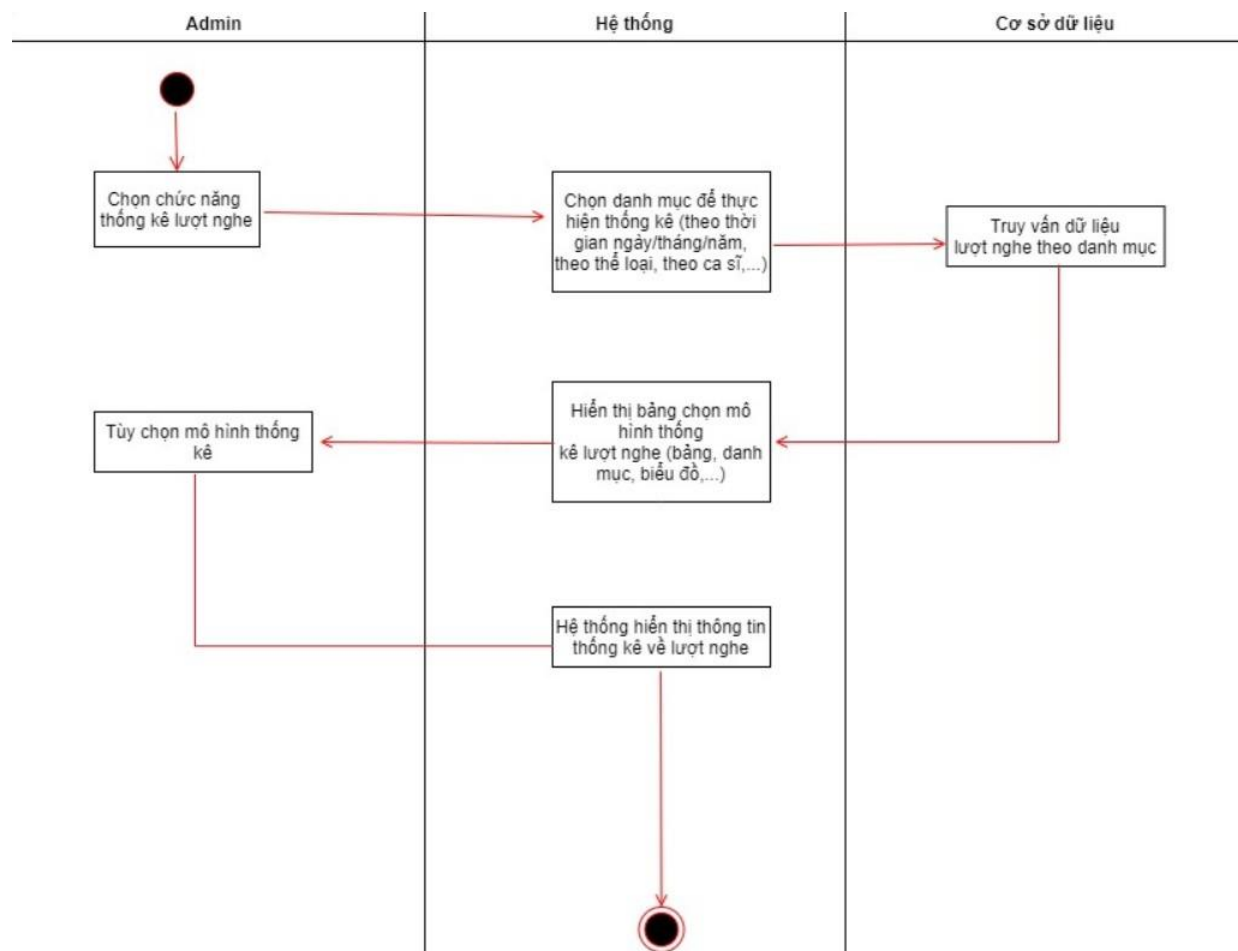 Admin
Hệ thống
Cơ sở dữ liệu
Chọn chức năng
thống kê lượt nghe
Chọn danh mục để thực
hiện thống kê (theo thời
gian ngày/tháng/năm,
theo thể loại, theo ca sĩ,...)
Truy vấn dữ liệu
lượt nghe theo danh mục
Hiển thị bảng chọn mô
hình thống
kê lượt nghe (bảng, danh
mục, biểu đồ,...)
Tùy chọn mô hình thống
kê
Hệ thống hiển thị thông tin
thống kê về lượt nghe